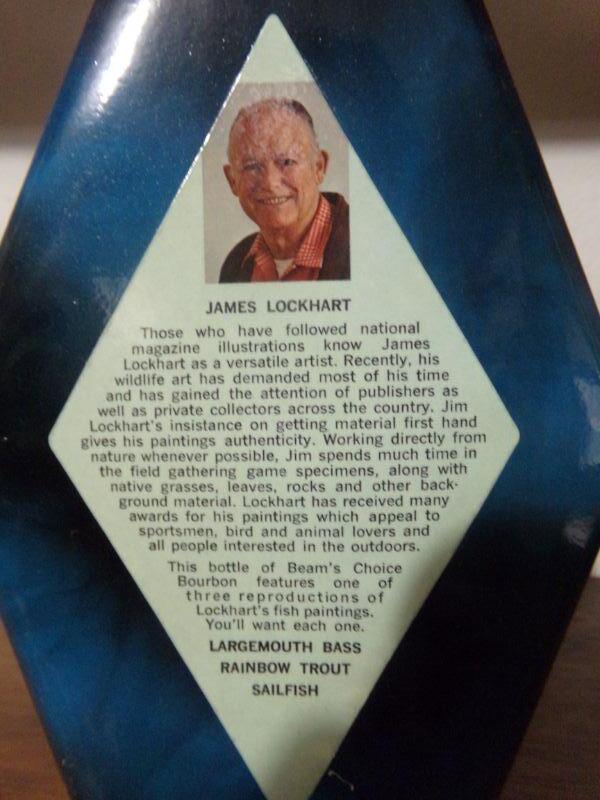 JAMES LOCKHART
Those who have followed national
magazine illustrations know James
Lockhart as a versatile artist. Recently, his
wildlife art has demanded most of his time
and has gained the attention of publishers as
well as private collectors across the country. Jim
Lockhart's insistance on getting material first hand
gives his paintings authenticity. Working directly from
nature whenever possible, Jim spends much time in
the field gathering game specimens, along with
native grasses, leaves, rocks and other back-
ground material. Lockhart has received many
awards for his paintings which appeal to
sportsmen, bird and animal lovers and
all people interested in the outdoors.
This bottle of Beam's Choice
Bourbon features one of
three reproductions of
Lockhart's fish paintings.
You'll want each one.
LARGEMOUTH BASS
RAINBOW TROUT
SAILFISH